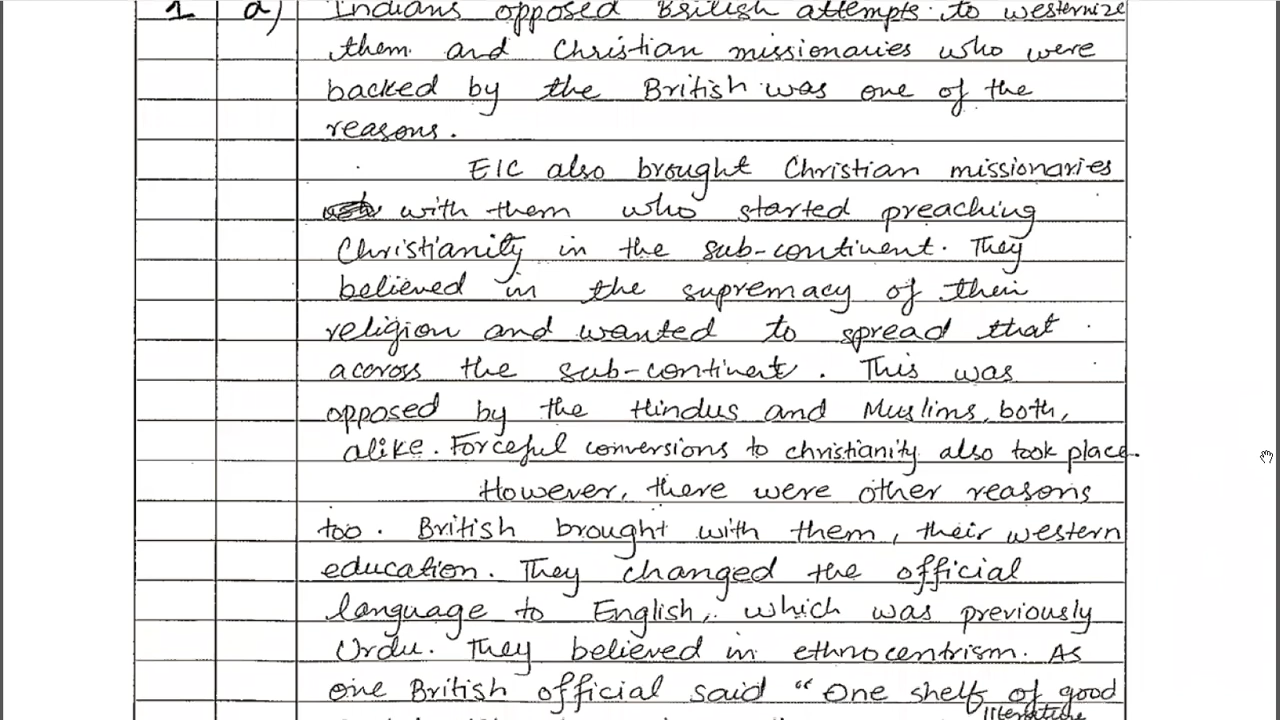 1 a) Indians opposed British attempts to westernize
them and Christian missionaries who were
backed by the British was one of the
reasons.
EIC also brought Christian missionaries
with them who started preaching
Christianity in the sub-continent. They
believed in the supremacy of their
religion and wanted to spread that
accross the sub-continent. This was
opposed by the Hindus and Muslims, both,
alike. Forceful conversions to christianity also took place.
However, there were other reasons
too. British brought with them, their western
education. They changed the official
language to English, which was previously
Urdu. They believed in ethnocentrism. As
one British official said "One shelf of good
literature